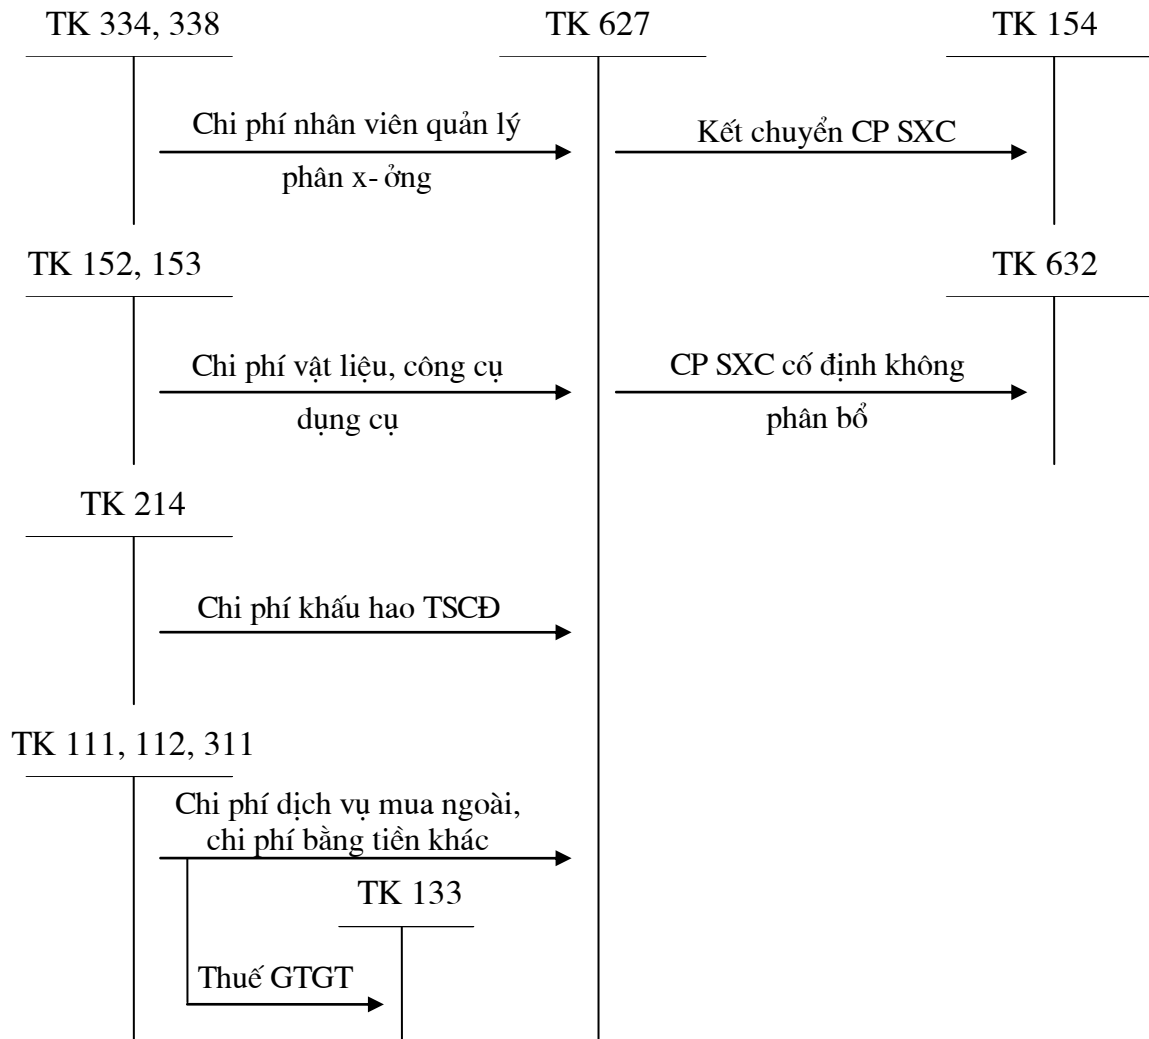 TK 334, 338
TK 627
TK 154
Chi phí nhân viên quản lý
phân x- ởng
Kết chuyển CP SXC
TK 152, 153
TK 632
Chi phí vật liệu, công cụ
dụng cụ
CP SXC cố định không
phân bổ
TK 214
Chi phí khấu hao TSCĐ
TK 111, 112, 311
Chi phí dịch vụ mua ngoài,
chi phí bằng tiền khác
TK 133
Thuế GTGT